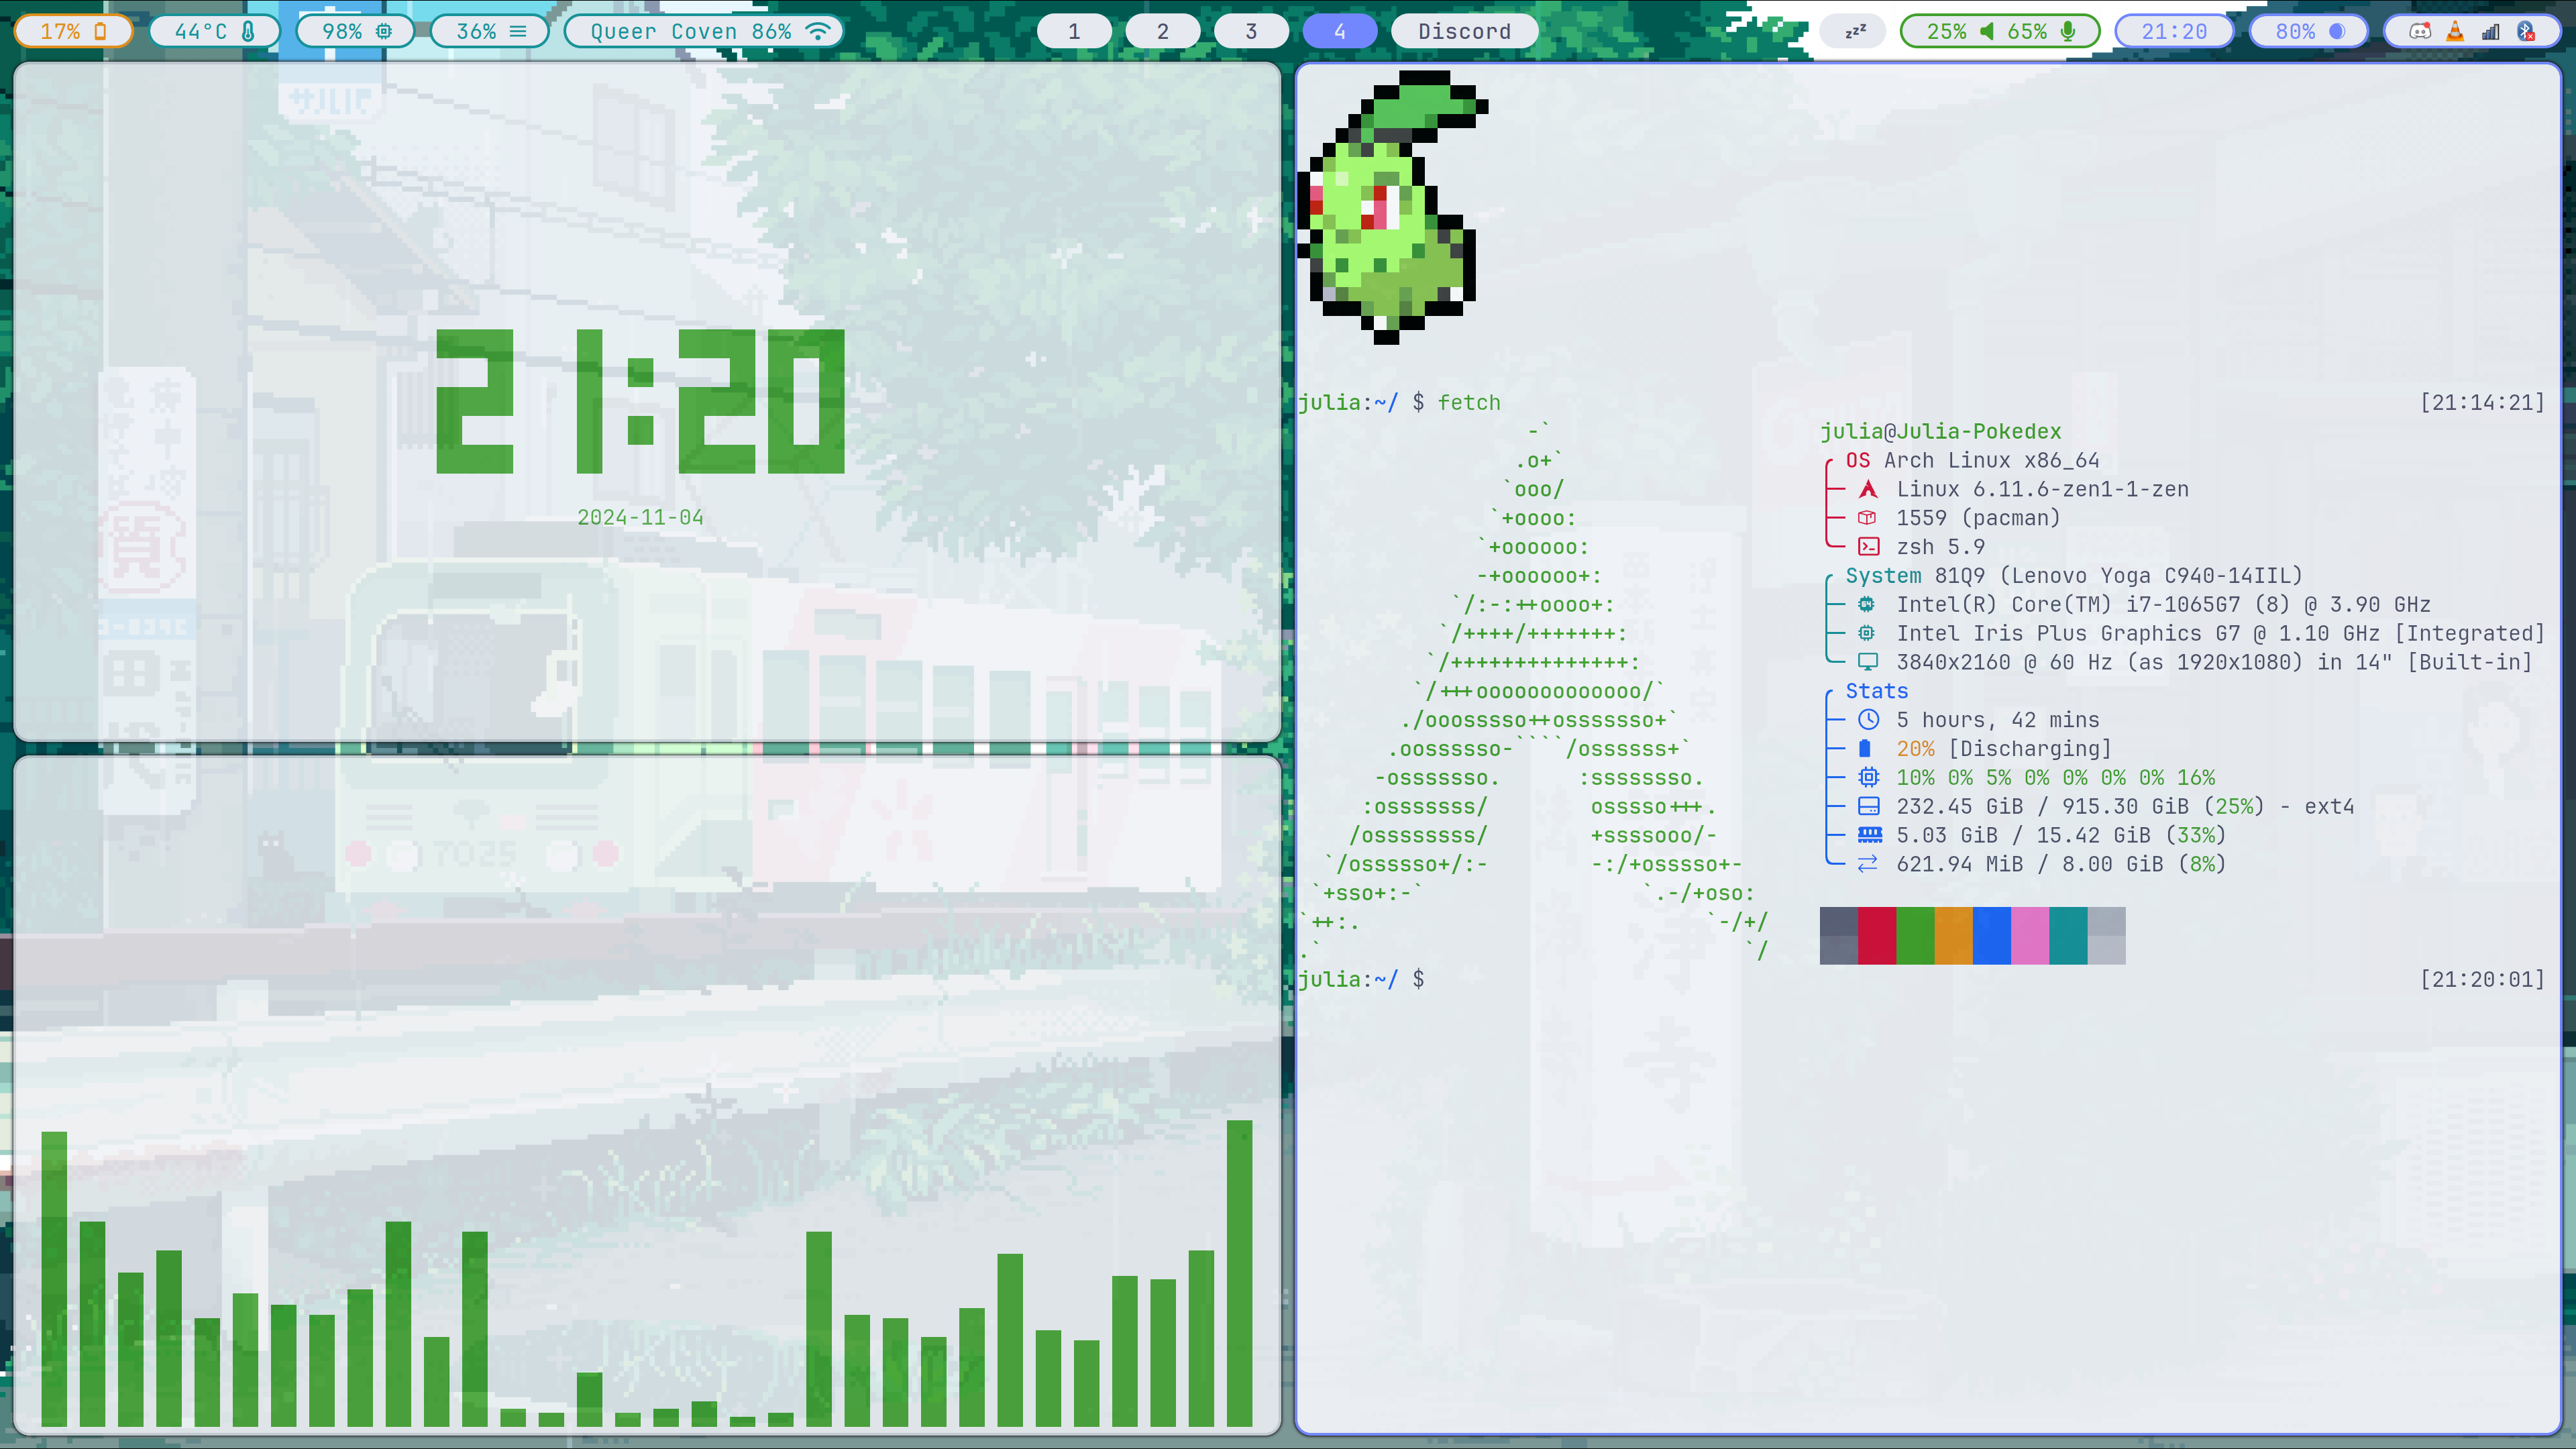 17%
44°C
98%
36%
Queer Coven 86%
1
2
3
4
Discord
zzz
25% 65%
21:20
80%
21:20
2024-11-04
julia:~/ $ fetch [21:14:21]
-`
.o+`
`ooo/
`+oooo:
`+oooooo:
-+oooooo+:
`/:-:++oooo+:
`/++++/+++++++:
`/++++++++++++++:
`/+++ooooooooooooo/`
./ooosssso++osssssso+`
.oossssso-````/ossssss+`
-osssssso. :ssssssso.
:osssssss/ osssso+++.
/ossssssss/ +ssssooo/-
`/ossssso+/:- -:/+osssso+-
`+sso+:-` `.-/+oso:
`++:. `-/+/
.` `/
julia@Julia-Pokedex
OS Arch Linux x86_64
Linux 6.11.6-zen1-1-zen
1559 (pacman)
zsh 5.9
System 81Q9 (Lenovo Yoga C940-14IIL)
Intel(R) Core(TM) i7-1065G7 (8) @ 3.90 GHz
Intel Iris Plus Graphics G7 @ 1.10 GHz [Integrated]
3840x2160 @ 60 Hz (as 1920x1080) in 14" [Built-in]
Stats
5 hours, 42 mins
20% [Discharging]
10% 0% 5% 0% 0% 0% 0% 16%
232.45 GiB / 915.30 GiB (25%) - ext4
5.03 GiB / 15.42 GiB (33%)
621.94 MiB / 8.00 GiB (8%)
julia:~/ $ [21:20:01]
質
7025
浄
寺